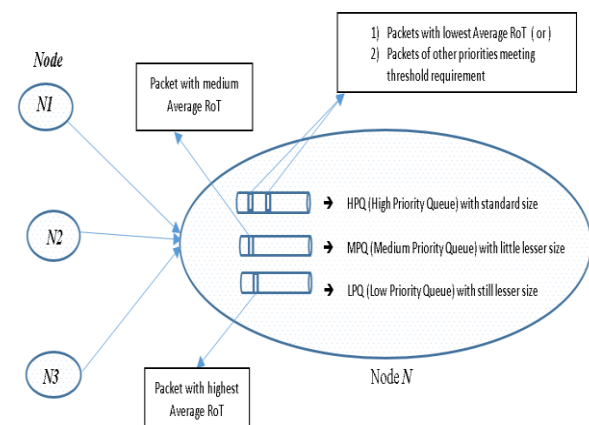 1) Packets with lowest Average RoT ( or )
2) Packets of other priorities meeting
threshold requirement
Node
Packet with medium
Average RoT
N1
N2
N3
HPQ (High Priority Queue) with standard size
MPQ (Medium Priority Queue) with little lesser size
LPQ (Low Priority Queue) with still lesser size
Node N
Packet with highest
Average RoT